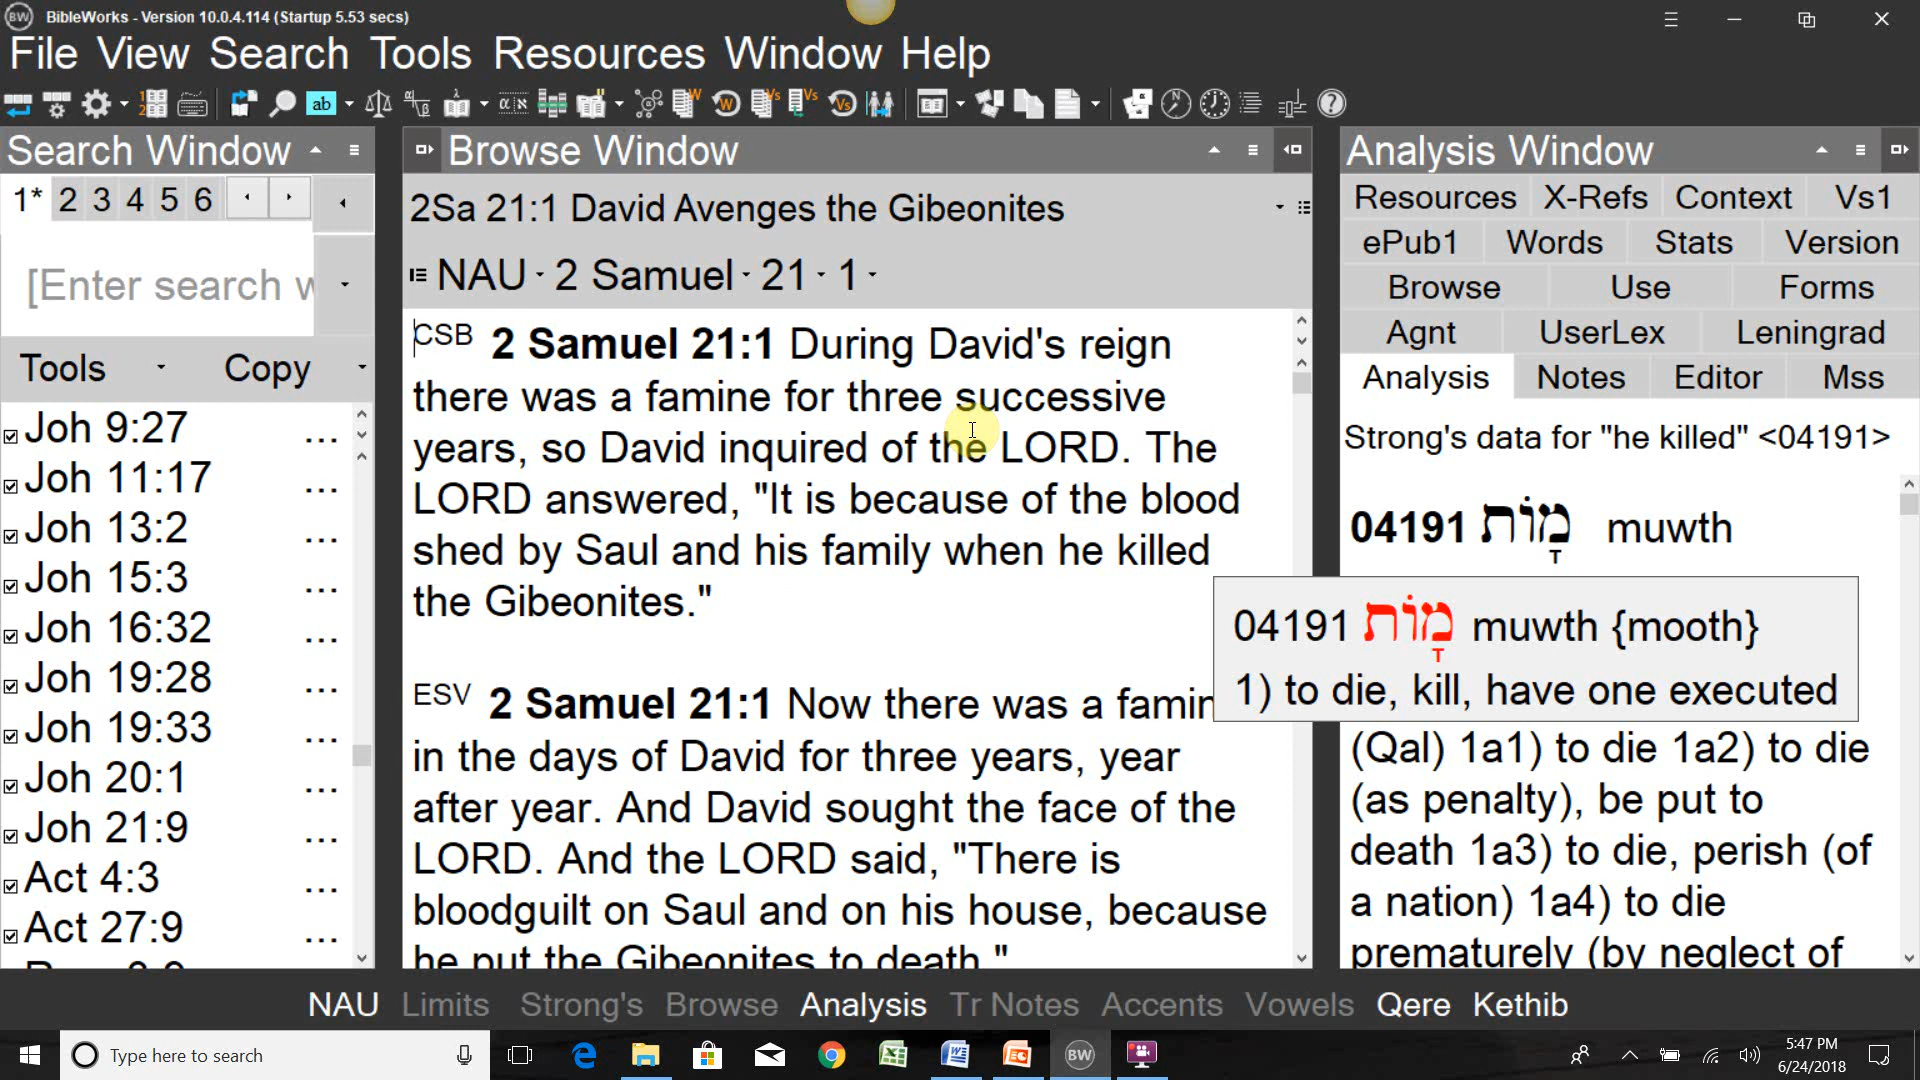 BibleWorks - Version 10.0.4.114 (Startup 5.53 secs)
File View Search Tools Resources Window Help
Search Window
1* 2 3 4 5 6
[Enter search w
Tools Copy
Joh 9:27 ...
Joh 11:17 ...
Joh 13:2 ...
Joh 15:3 ...
Joh 16:32 ...
Joh 19:28 ...
Joh 19:33 ...
Joh 20:1 ...
Joh 21:9 ...
Act 4:3 ...
Act 27:9 ...
Browse Window
2Sa 21:1 David Avenges the Gibeonites
NAU 2 Samuel 21 1
CSB 2 Samuel 21:1 During David's reign
there was a famine for three successive
years, so David inquired of the LORD. The
LORD answered, "It is because of the blood
shed by Saul and his family when he killed
the Gibeonites."
ESV 2 Samuel 21:1 Now there was a famin
in the days of David for three years, year
after year. And David sought the face of the
LORD. And the LORD said, "There is
bloodguilt on Saul and on his house, because
he put the Gibeonites to death."
Analysis Window
Resources X-Refs Context Vs1
ePub1 Words Stats Version
Browse Use Forms
Agnt UserLex Leningrad
Analysis Notes Editor Mss
Strong's data for "he killed" <04191>
04191 מָוֹת muwth
04191 מָוֹת muwth {mooth}
1) to die, kill, have one executed
(Qal) 1a1) to die 1a2) to die
(as penalty), be put to
death 1a3) to die, perish (of
a nation) 1a4) to die
prematurely (by neglect of
NAU Limits Strong's Browse Analysis Tr Notes Accents Vowels Qere Kethib
Type here to search
BW
5:47 PM
6/24/2018